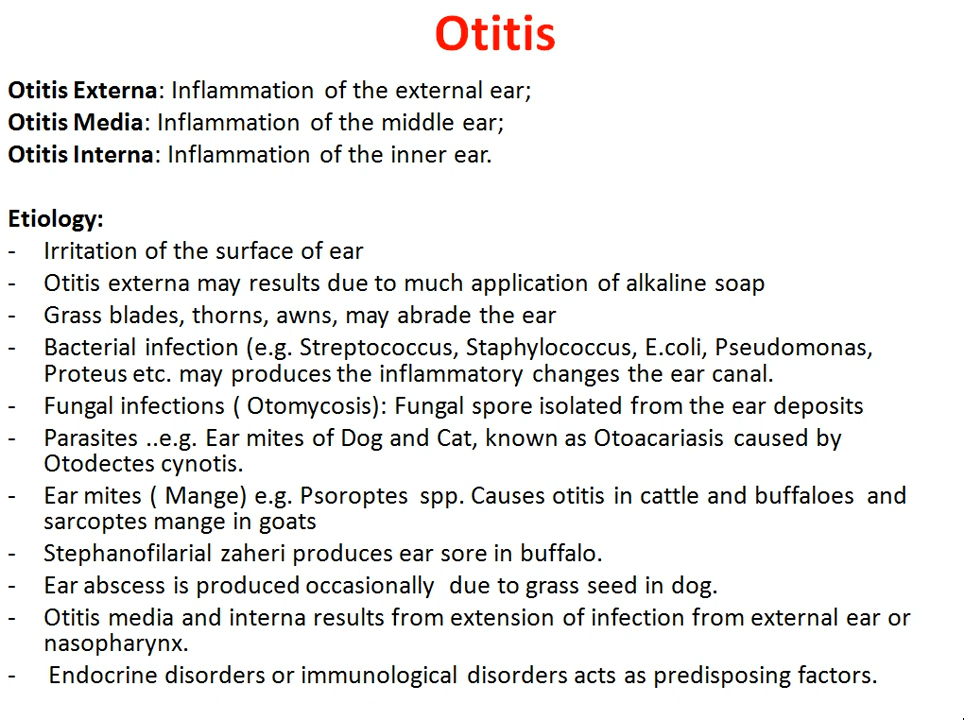 Otitis
Otitis Externa: Inflammation of the external ear;
Otitis Media: Inflammation of the middle ear;
Otitis Interna: Inflammation of the inner ear.
Etiology:
- Irritation of the surface of ear
- Otitis externa may results due to much application of alkaline soap
- Grass blades, thorns, awns, may abrade the ear
- Bacterial infection (e.g. Streptococcus, Staphylococcus, E.coli, Pseudomonas,
Proteus etc. may produces the inflammatory changes the ear canal.
- Fungal infections ( Otomycosis): Fungal spore isolated from the ear deposits
- Parasites ..e.g. Ear mites of Dog and Cat, known as Otoacariasis caused by
Otodectes cynotis.
- Ear mites ( Mange) e.g. Psoroptes spp. Causes otitis in cattle and buffaloes and
sarcoptes mange in goats
- Stephanofilarial zaheri produces ear sore in buffalo.
- Ear abscess is produced occasionally due to grass seed in dog.
- Otitis media and interna results from extension of infection from external ear or
nasopharynx.
- Endocrine disorders or immunological disorders acts as predisposing factors.